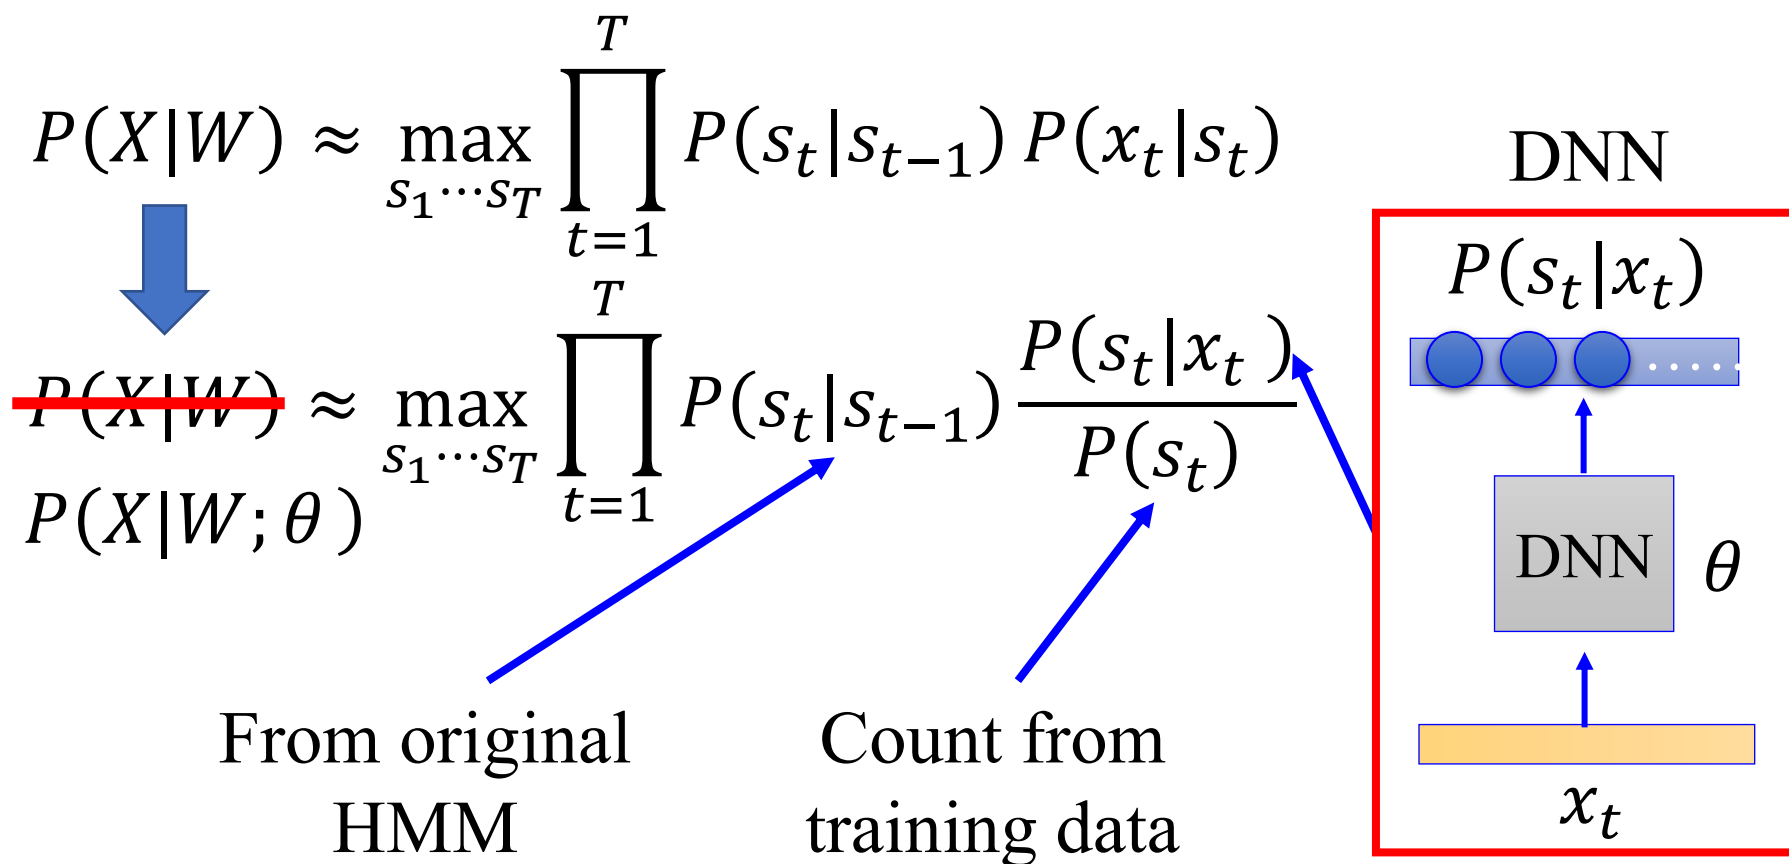 P(X|W) ≈ max_{s_1⋯s_T} ∏_{t=1}^{T} P(s_t|s_{t−1}) P(x_t|s_t)
P(X|W) ≈ max_{s_1⋯s_T} ∏_{t=1}^{T} P(s_t|s_{t−1}) P(s_t|x_t) / P(s_t)
P(X|W; θ)
From original
HMM
Count from
training data
DNN
P(s_t|x_t)
.....
DNN θ
x_t